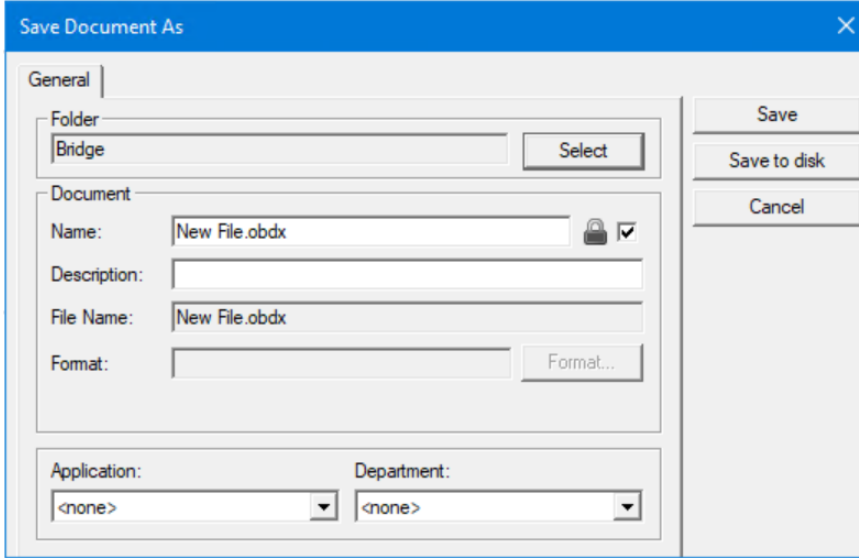 Save Document As
General
Folder
Bridge
Select
Save
Save to disk
Cancel
Document
Name:
New File.obdx
Description:
File Name:
New File.obdx
Format:
Format...
Application:
Department:
<none>
<none>